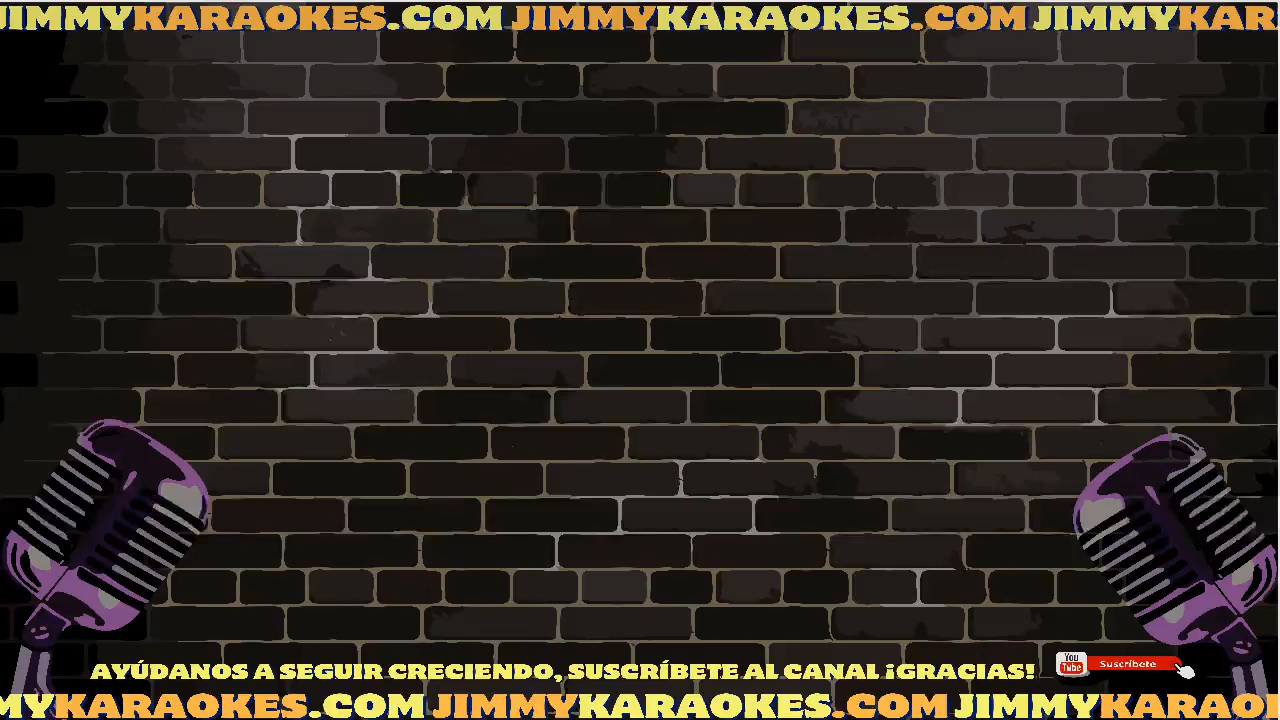 JIMMYKARAOKES.COM JIMMYKARAOKES.COM JIMMYKAR
AYÚDANOS A SEGUIR CRECIENDO, SUSCRÍBETE AL CANAL ¡GRACIAS!
You Tube Suscríbete
MYKARAOKES.COM JIMMYKARAOKES.COM JIMMYKARAO